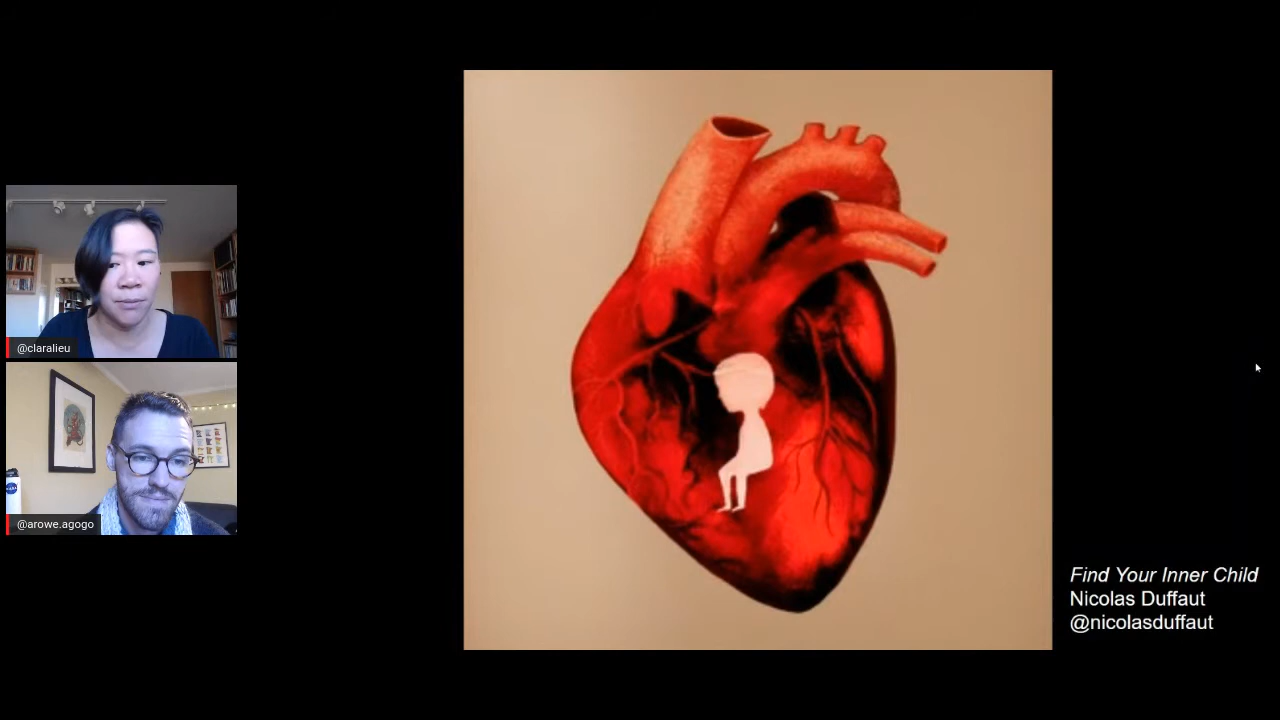 @claralieu
@arowe.agogo
Find Your Inner Child
Nicolas Duffaut
@nicolasduffaut